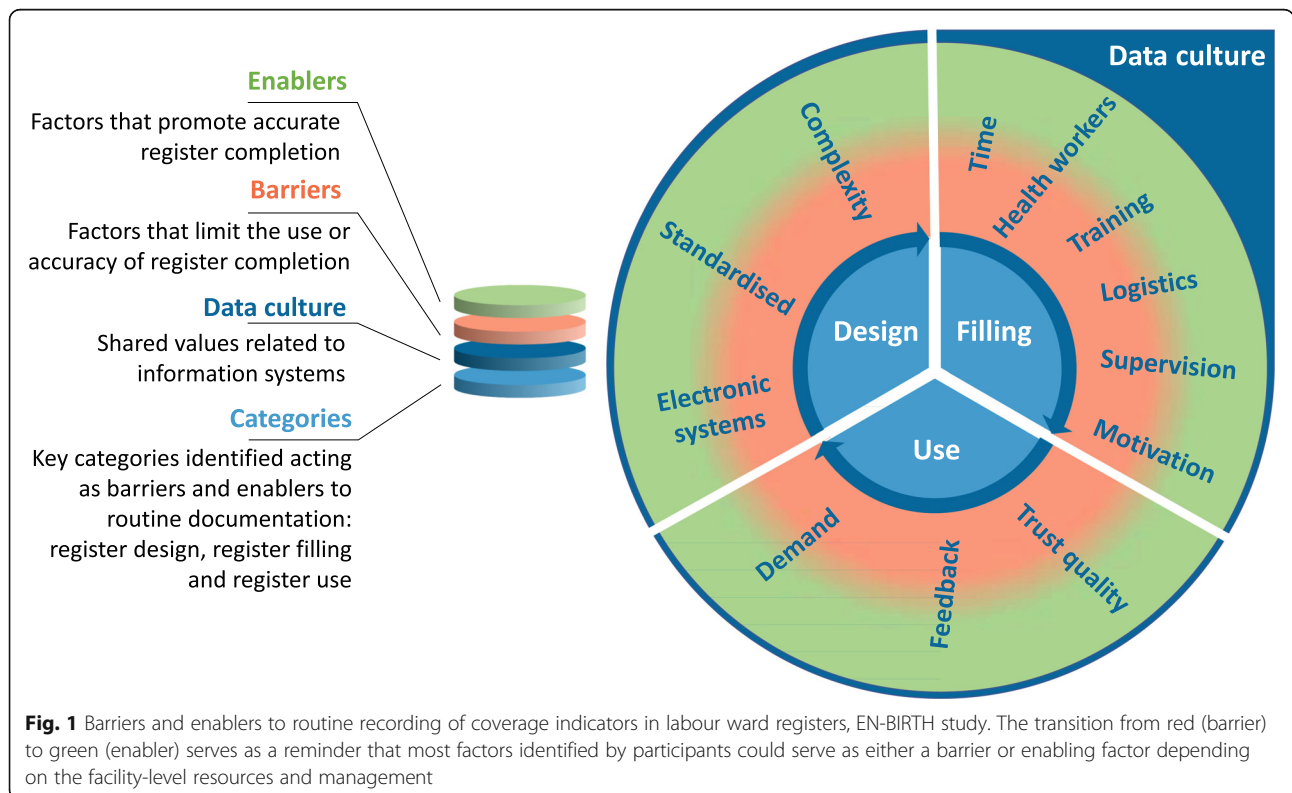 Enablers
Factors that promote accurate
register completion
Barriers
Factors that limit the use or
accuracy of register completion
Data culture
Shared values related to
information systems
Categories
Key categories identified acting
as barriers and enablers to
routine documentation:
register design, register filling
and register use
Data culture
Design
Complexity
Standardised
Electronic
systems
Filling
Time
Health workers
Training
Logistics
Supervision
Motivation
Use
Trust quality
Feedback
Demand
Fig. 1 Barriers and enablers to routine recording of coverage indicators in labour ward registers, EN-BIRTH study. The transition from red (barrier)
to green (enabler) serves as a reminder that most factors identified by participants could serve as either a barrier or enabling factor depending
on the facility-level resources and management